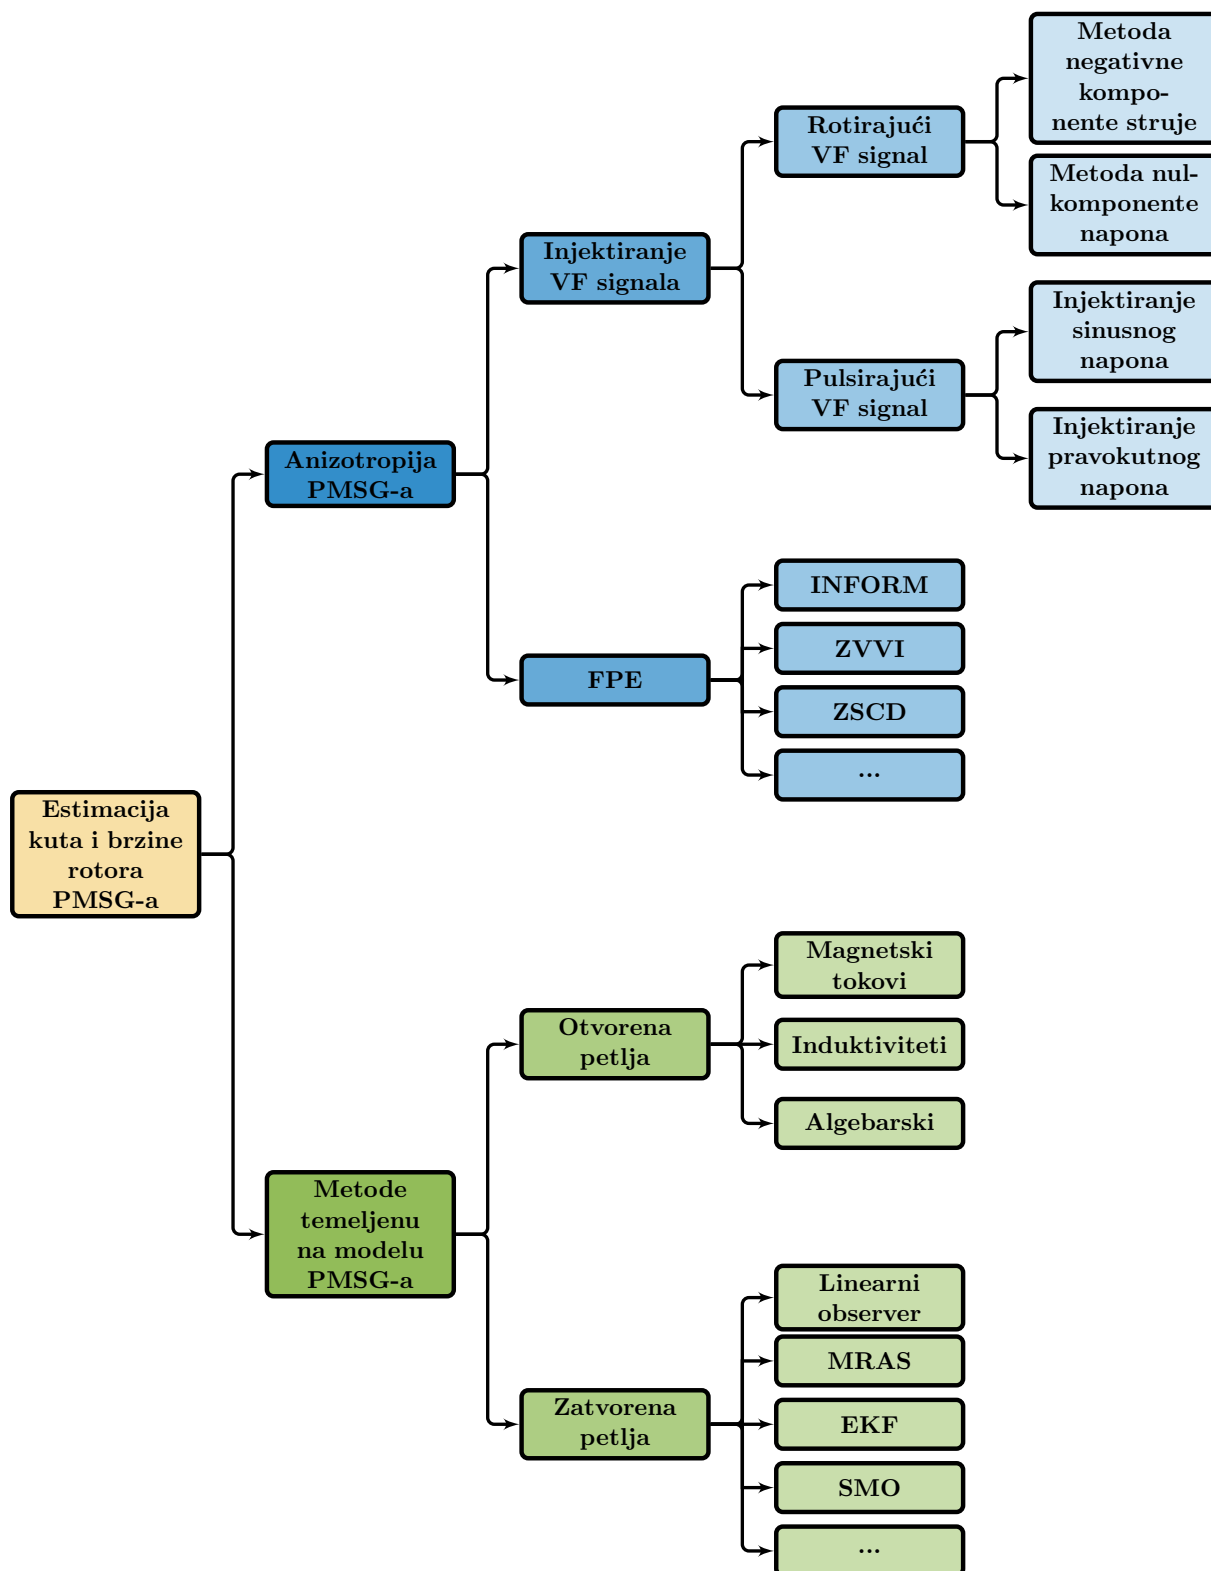 Metoda
negativne
kompo-
nente struje
Rotirajući
VF signal
Metoda nul-
komponente
napona
Injektiranje
VF signala
Injektiranje
sinusnog
napona
Pulsirajući
VF signal
Injektiranje
pravokutnog
napona
Anizotropija
PMSG-a
INFORM
ZVVI
FPE
ZSCD
...
Estimacija
kuta i brzine
rotora
PMSG-a
Magnetski
tokovi
Otvorena
petlja
Induktiviteti
Algebarski
Metode
temeljenu
na modelu
PMSG-a
Linearni
observer
MRAS
Zatvorena
petlja
EKF
SMO
...